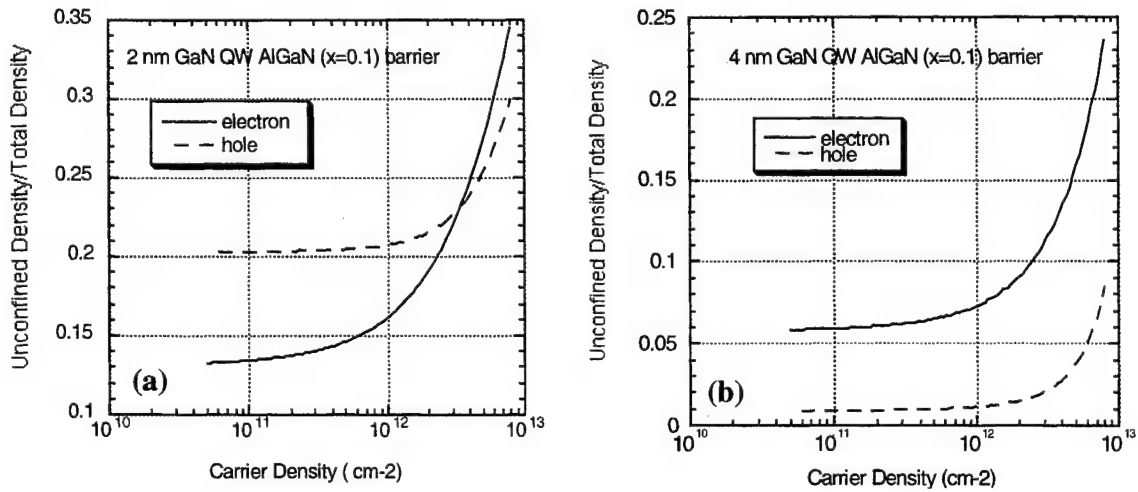 0.35
0.3
0.25
0.2
0.15
0.1
Unconfined Density/Total Density
2 nm GaN QW AlGaN (x=0.1) barrier
electron
hole
(a)
10^10
10^11
10^12
10^13
Carrier Density ( cm-2)
0.25
0.2
0.15
0.1
0.05
0
Unconfined Density/Total Density
4 nm GaN QW AlGaN (x=0.1) barrier
electron
hole
(b)
10^10
10^11
10^12
10^13
Carrier Density (cm-2)